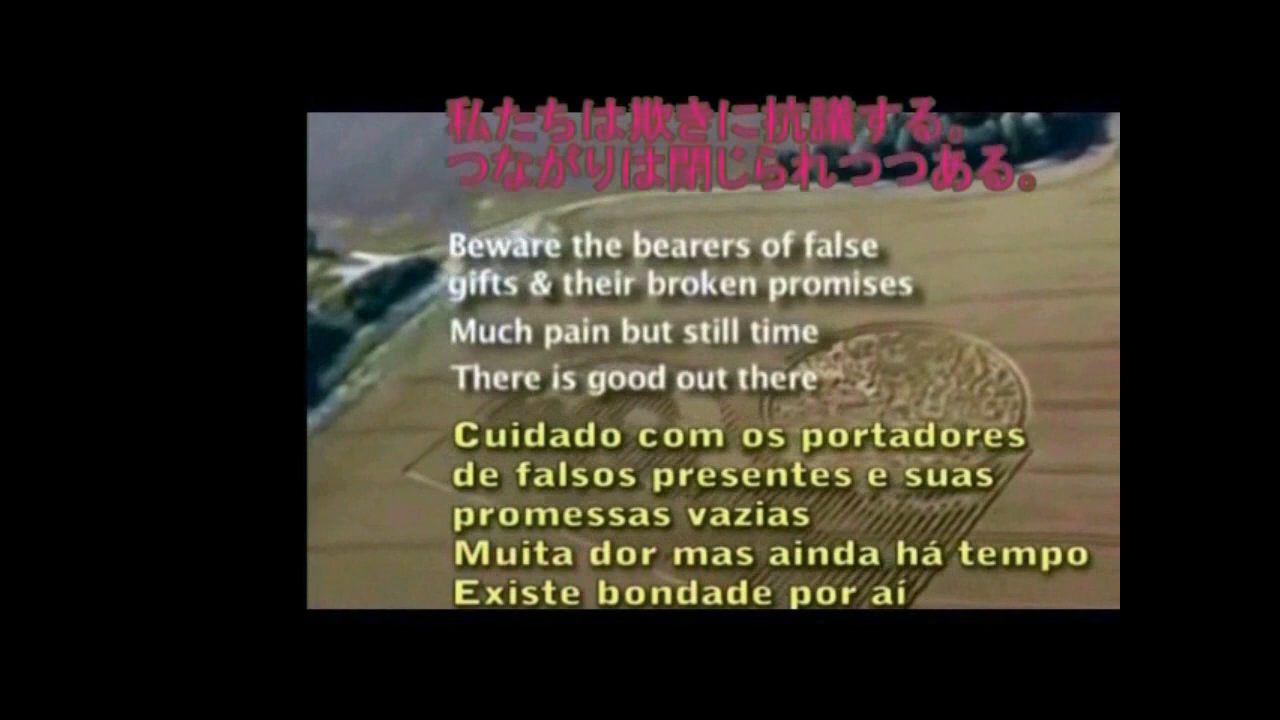 私たちは欺きに抗議する。
つながりは閉じられつつある。
Beware the bearers of false
gifts & their broken promises
Much pain but still time
There is good out there
Cuidado com os portadores
de falsos presentes e suas
promessas vazias
Muita dor mas ainda há tempo
Existe bondade por aí